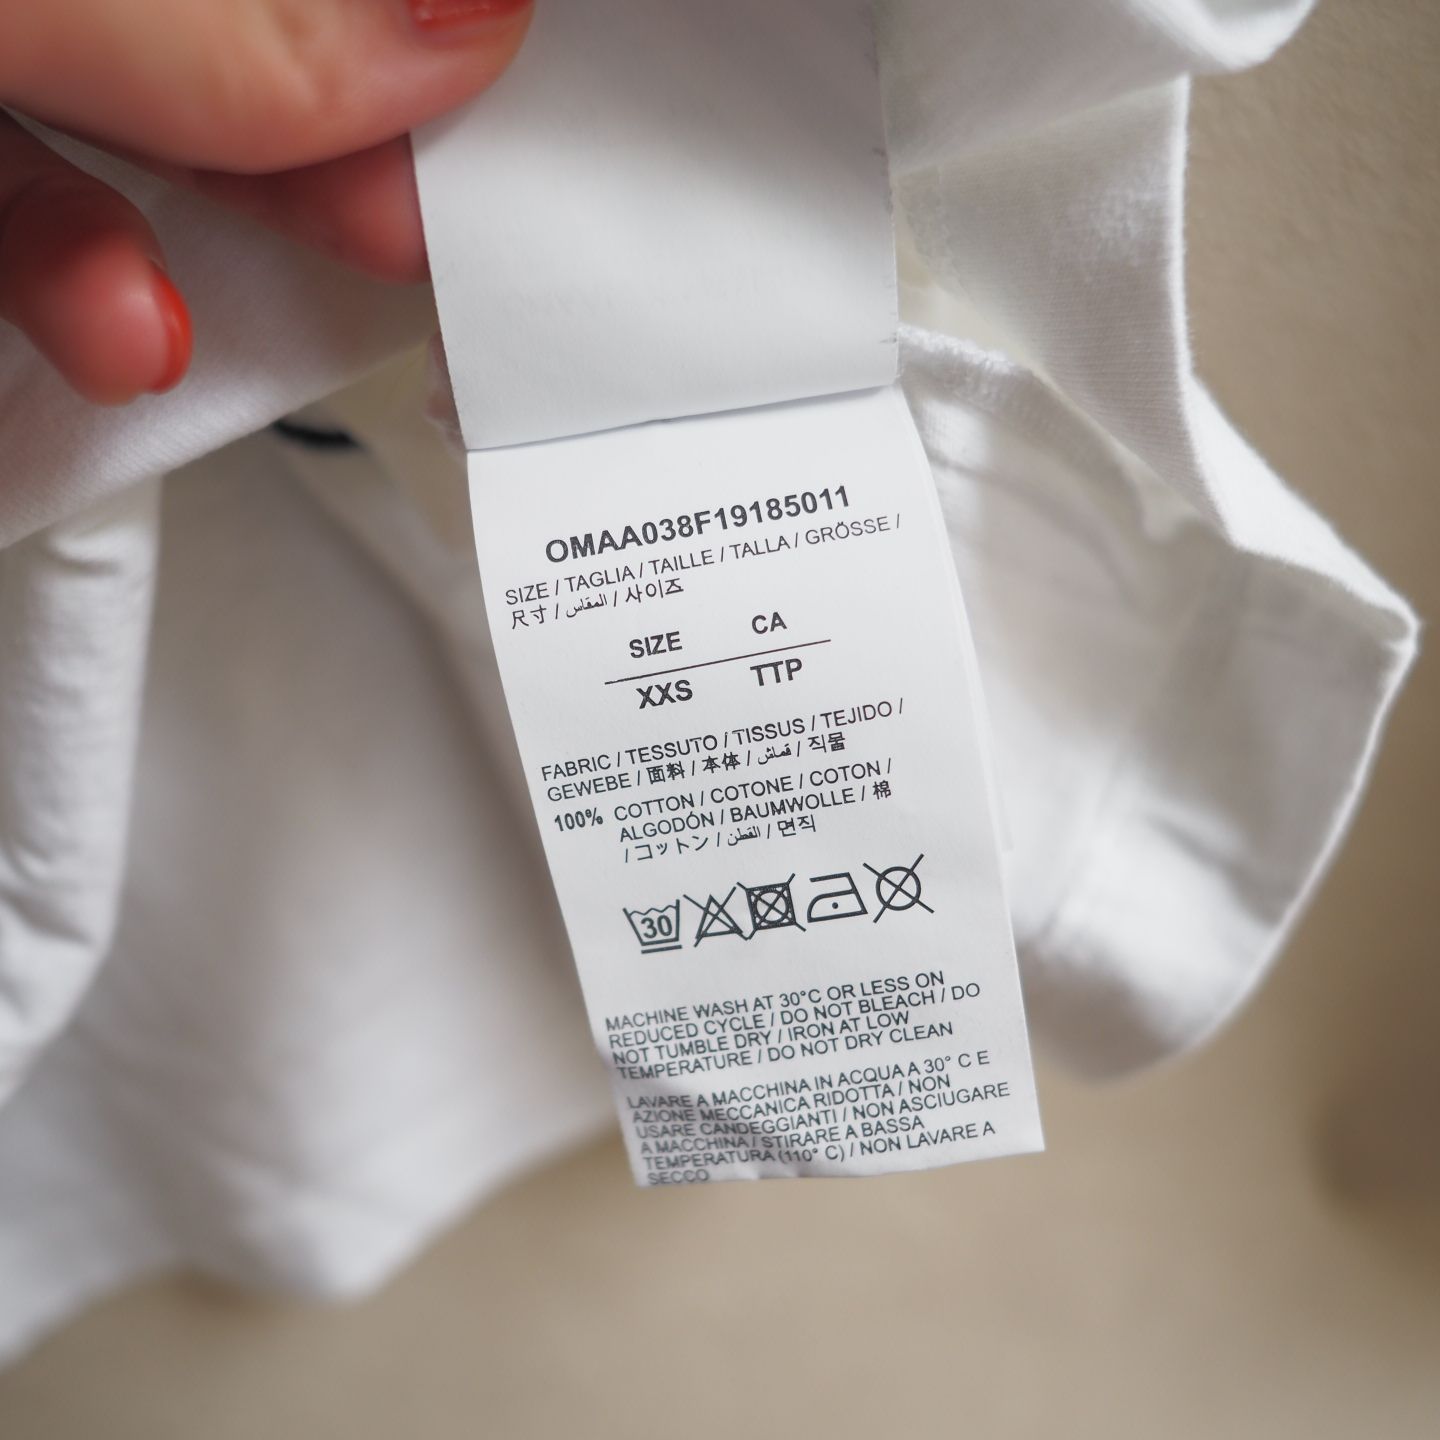 OMAA038F19185011
SIZE / TAGLIA / TAILLE / TALLA / GRÖSSE /
尺寸 / المقاس / 사이즈
SIZE CA
XXS TTP
FABRIC / TESSUTO / TISSUS / TEJIDO /
GEWEBE / 面料 / 本体 / قماش / 직물
100% COTTON / COTONE / COTON /
ALGODÓN / BAUMWOLLE / 棉
/ コットン / القطن / 면직
30
MACHINE WASH AT 30°C OR LESS ON
REDUCED CYCLE / DO NOT BLEACH / DO
NOT TUMBLE DRY / IRON AT LOW
TEMPERATURE / DO NOT DRY CLEAN
LAVARE A MACCHINA IN ACQUA A 30° C E
AZIONE MECCANICA RIDOTTA / NON
USARE CANDEGGIANTI / NON ASCIUGARE
A MACCHINA / STIRARE A BASSA
TEMPERATURA (110° C) / NON LAVARE A
SECCO